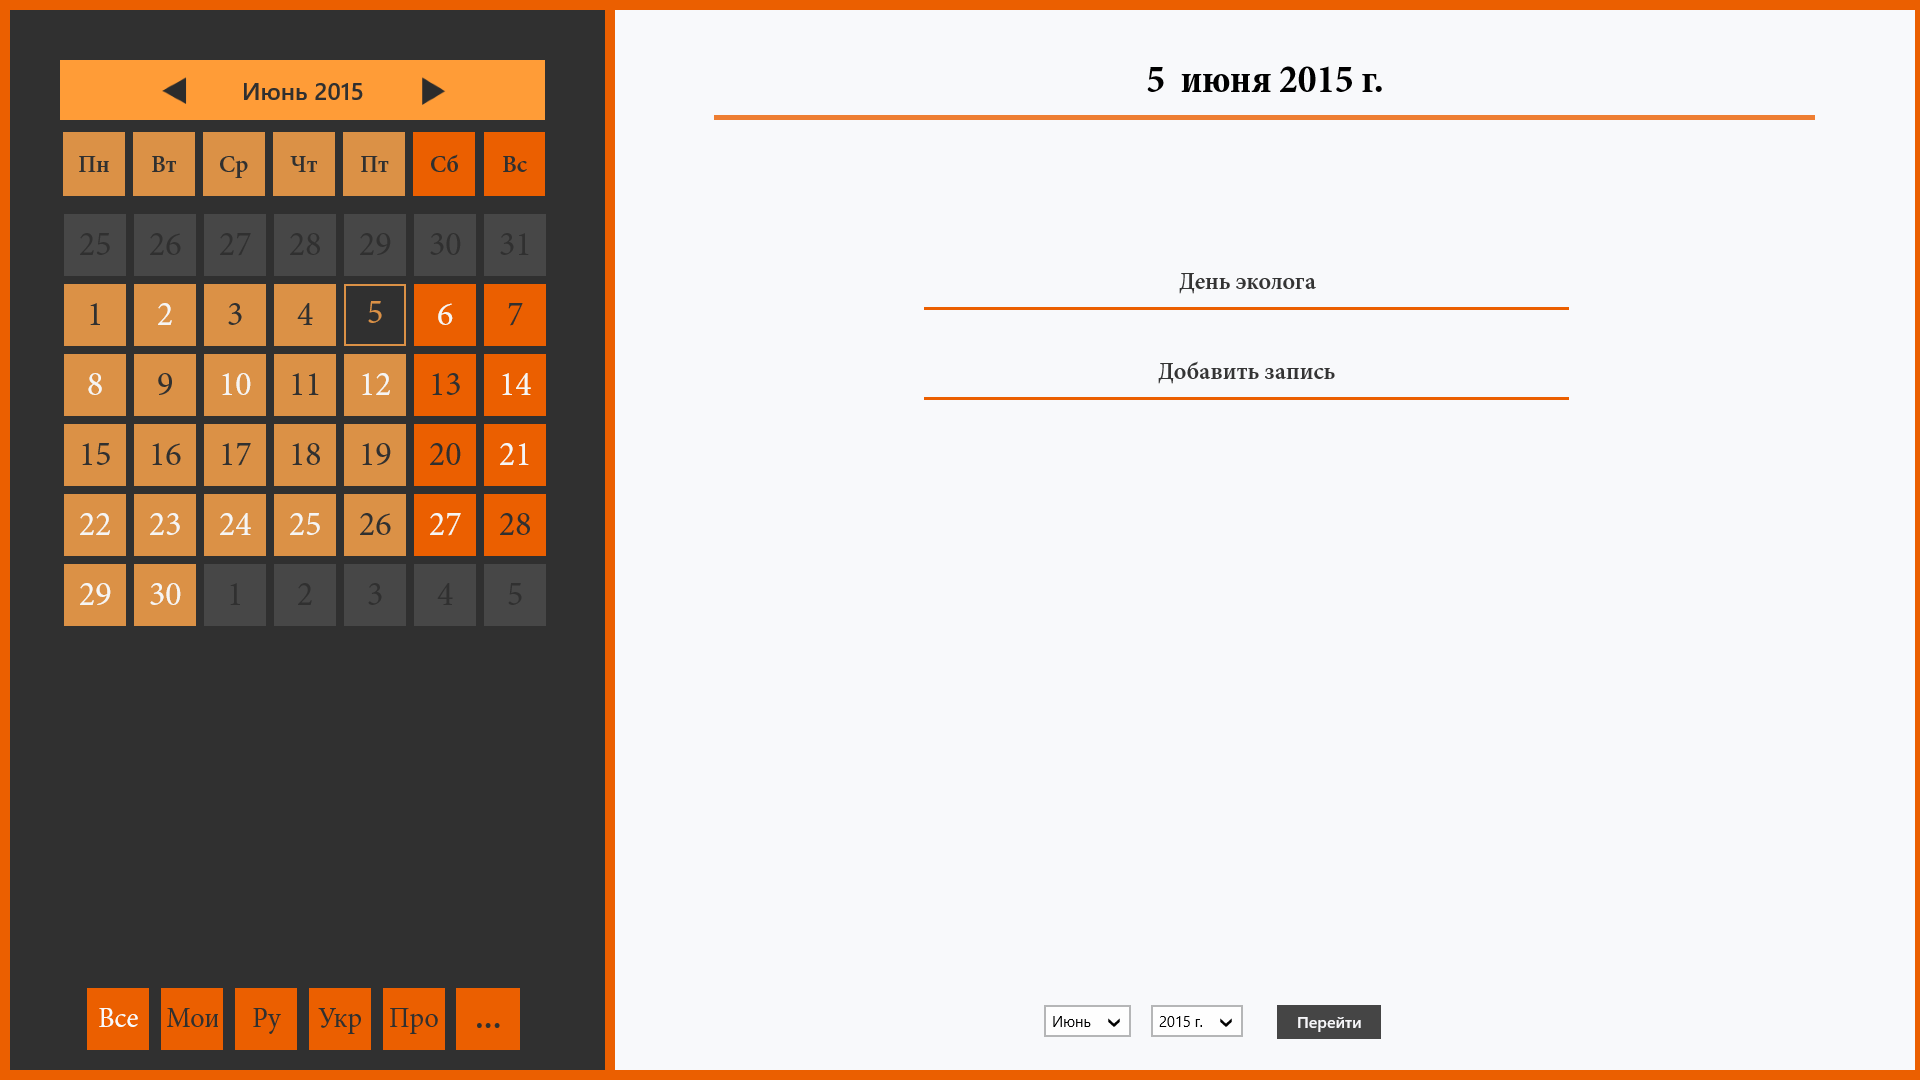 Июнь 2015
Пн Вт Ср Чт Пт Сб Вс
25 26 27 28 29 30 31
1 2 3 4 5 6 7
8 9 10 11 12 13 14
15 16 17 18 19 20 21
22 23 24 25 26 27 28
29 30 1 2 3 4 5
Все Мои Ру Укр Про ...
5 июня 2015 г.
День эколога
Добавить запись
Июнь 2015 г. Перейти